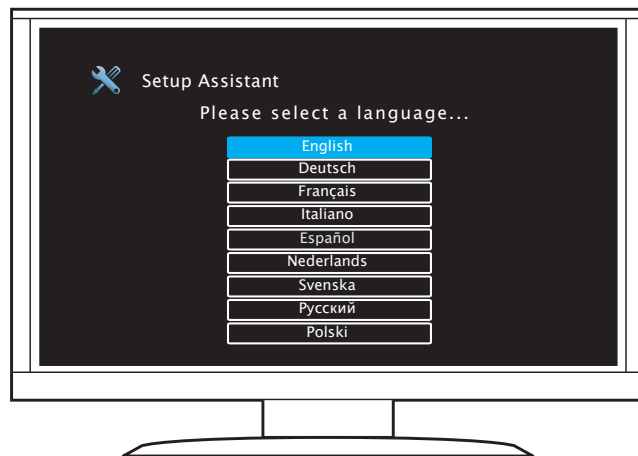 Setup Assistant
Please select a language...
English
Deutsch
Français
Italiano
Español
Nederlands
Svenska
Русский
Polski